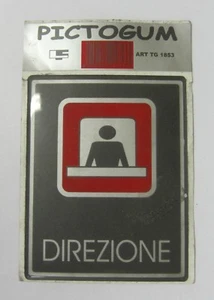 PICTOGUM
ART TG 1653
DIREZIONE